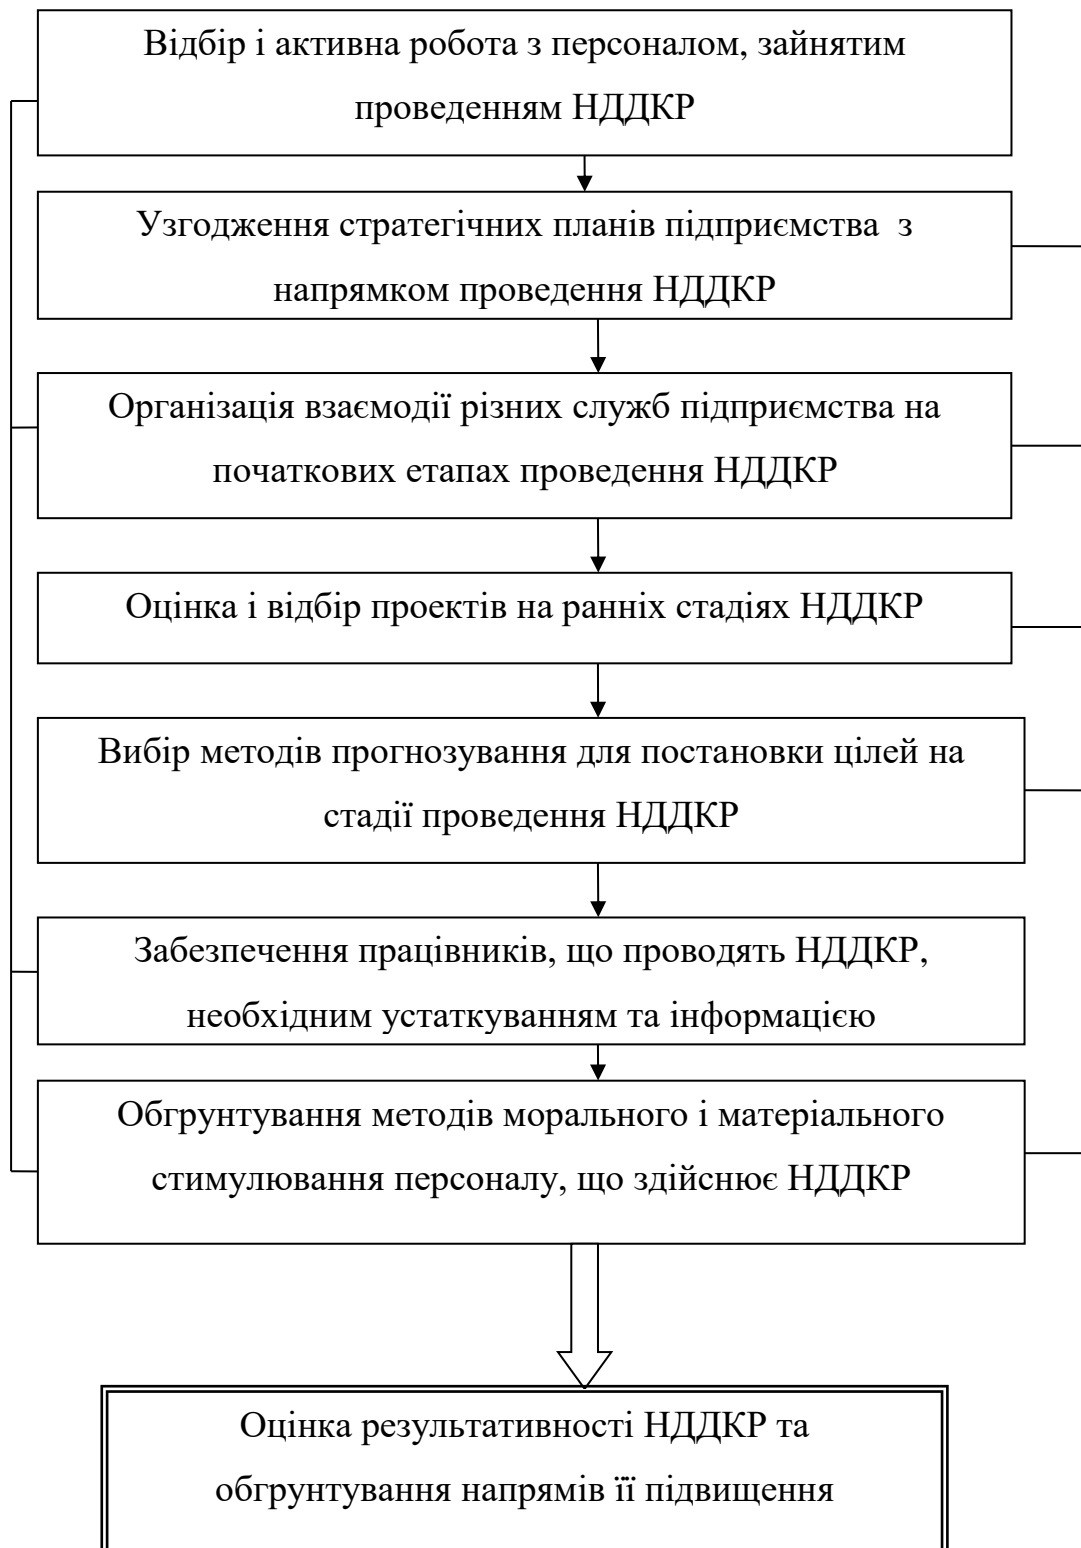 Відбір і активна робота з персоналом, зайнятим
проведенням НДДКР
Узгодження стратегічних планів підприємства з
напрямком проведення НДДКР
Організація взаємодії різних служб підприємства на
початкових етапах проведення НДДКР
Оцінка і відбір проектів на ранніх стадіях НДДКР
Вибір методів прогнозування для постановки цілей на
стадії проведення НДДКР
Забезпечення працівників, що проводять НДДКР,
необхідним устаткуванням та інформацією
Обгрунтування методів морального і матеріального
стимулювання персоналу, що здійснює НДДКР
Оцінка результативності НДДКР та
обгрунтування напрямів її підвищення